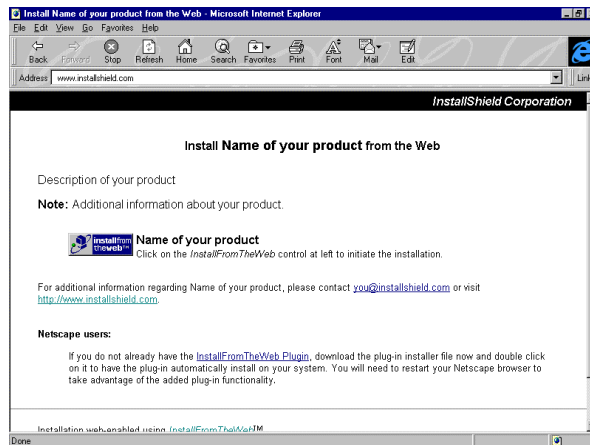 Install Name of your product from the Web - Microsoft Internet Explorer
File Edit View Go Favorites Help
Back Forward Stop Refresh Home Search Favorites Print Font Mail Edit
Address www.installshield.com
InstallShield Corporation
Install Name of your product from the Web
Description of your product
Note: Additional information about your product.
installfrom
theweb™
Name of your product
Click on the InstallFromTheWeb control at left to initiate the installation.
For additional information regarding Name of your product, please contact you@installshield.com or visit
http://www.installshield.com.
Netscape users:
If you do not already have the InstallFromTheWeb Plugin, download the plug-in installer file now and double click
on it to have the plug-in automatically install on your system. You will need to restart your Netscape browser to
take advantage of the added plug-in functionality.
Installation web-enabled using InstallFromTheWeb™
Done